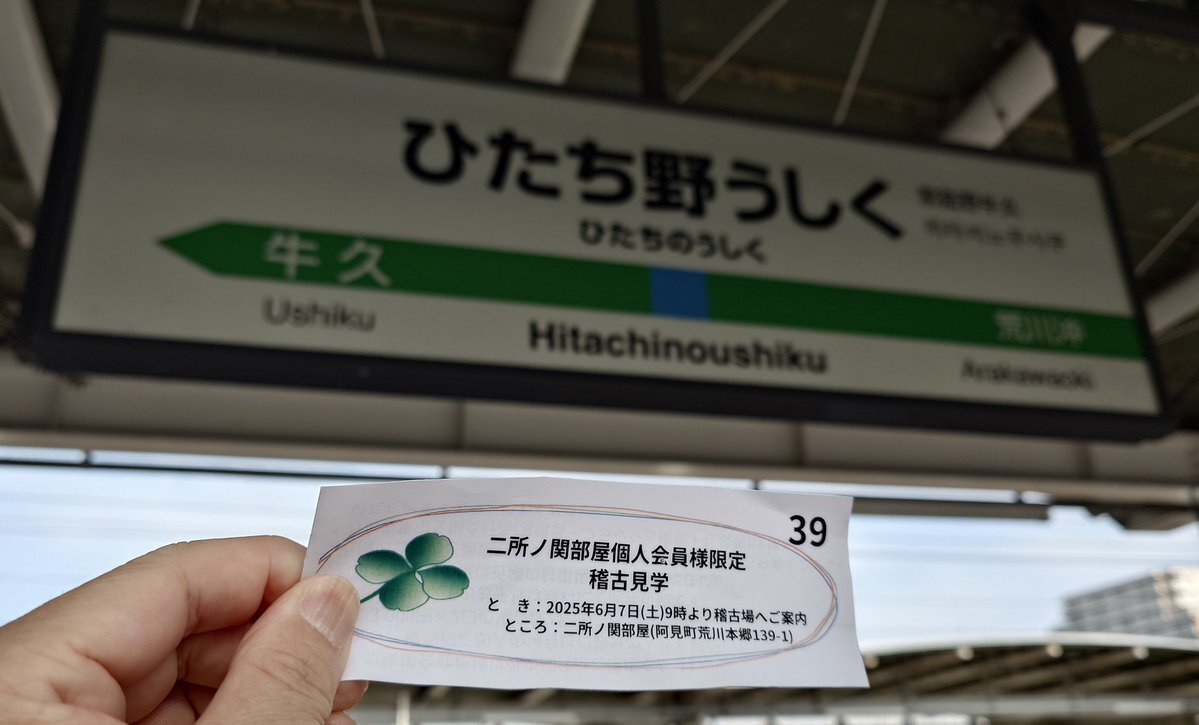 ひたち野うしく
ひたちのうしく
牛久
荒川沖
Ushiku
Hitachinoushiku
Arakawaoki
39
二所ノ関部屋個人会員様限定
稽古見学
と　き：2025年6月7日(土)9時より稽古場へご案内
ところ：二所ノ関部屋(阿見町荒川本郷139-1)